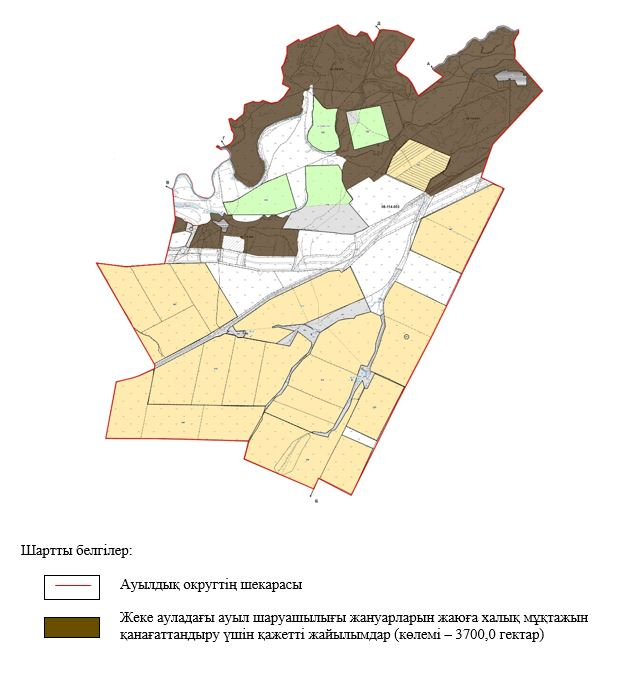 Шартты белгілер:
Ауылдық округтің шекарасы
Жеке ауладағы ауыл шаруашылығы жануарларын жаюға халық мұқтажын
қанағаттандыру үшін қажетті жайылымдар (көлемі – 3700,0 гектар)